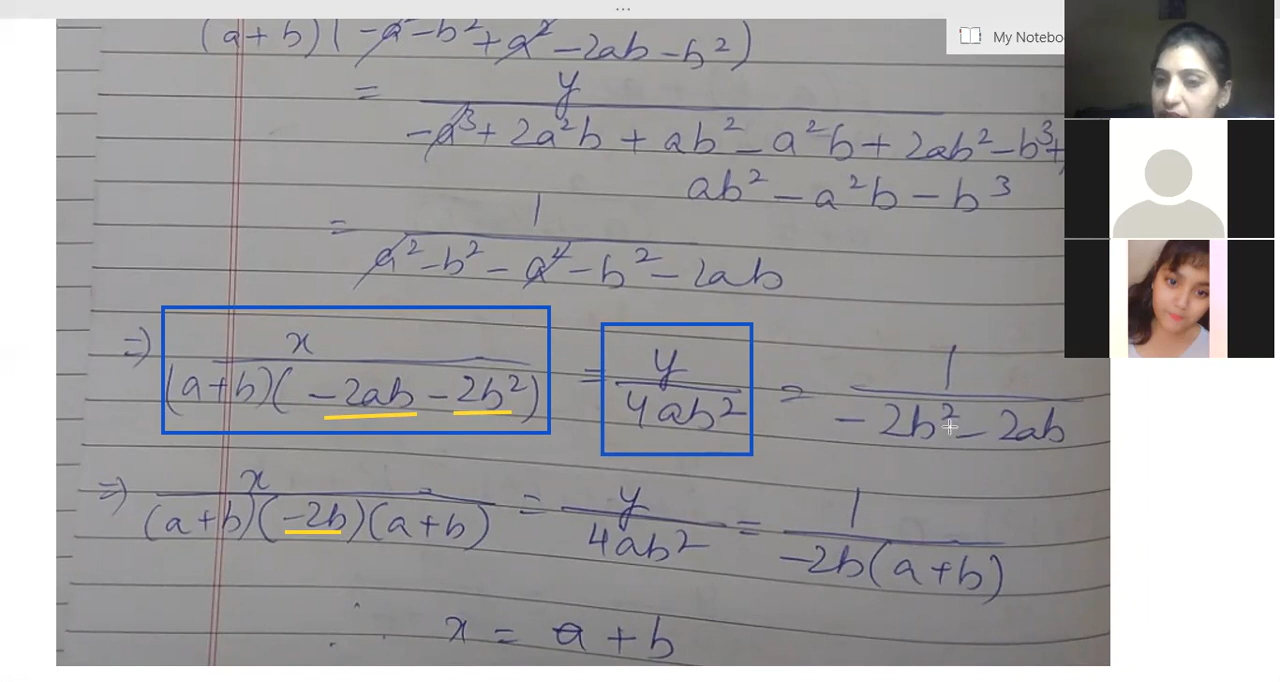 ...
My Notebo
(a+b)(-a²-b²+a²-2ab-b²)
= y/(-a³+2a²b+ab²-a²b+2ab²-b³+
ab²-a²b-b³)
= 1/(a²-b²-a²-b²-2ab)
⇒ x/((a+b)(-2ab-2b²)) = y/(4ab²) = 1/(-2b²-2ab)
⇒ x/((a+b)(-2b)(a+b)) = y/(4ab²) = 1/(-2b(a+b))
x = a+b